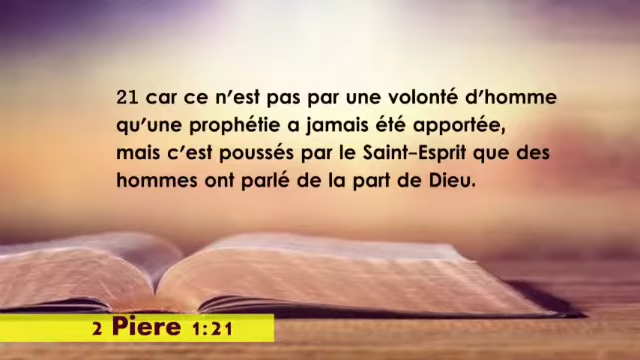 21 car ce n'est pas par une volonté d'homme
qu'une prophétie a jamais été apportée,
mais c'est poussés par le Saint-Esprit que des
hommes ont parlé de la part de Dieu.
2 Piere 1:21